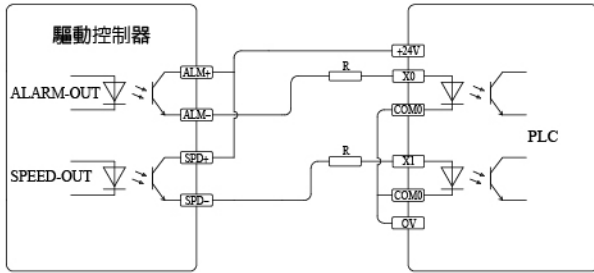 驅動控制器
+24V
ALM+
R
X0
ALARM-OUT
ALM-
COM0
PLC
SPD+
R
X1
SPEED-OUT
SPD-
COM0
OV